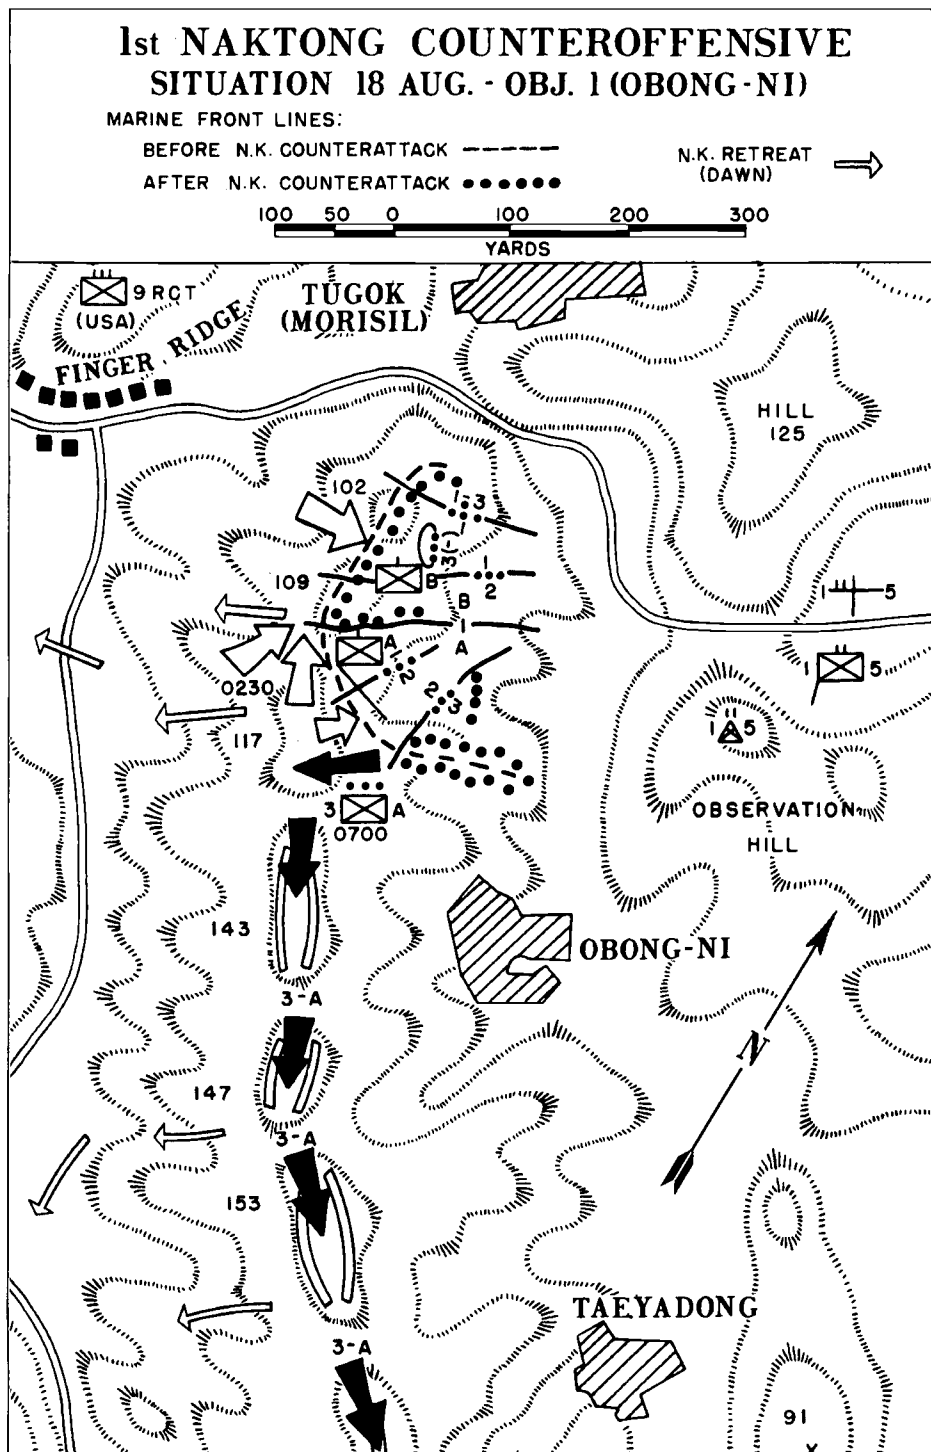 1st NAKTONG COUNTEROFFENSIVE
SITUATION 18 AUG. - OBJ. 1 (OBONG-NI)
MARINE FRONT LINES:
BEFORE N.K. COUNTERATTACK
AFTER N.K. COUNTERATTACK
N.K. RETREAT
(DAWN)
100 50 0 100 200 300
YARDS
9 RCT
(USA)
FINGER RIDGE
TUGOK
(MORISIL)
HILL
125
102
1
3
3(-)
109
B
1
2
B
A
A
1 5
0230
1
2
2
3
1 5
117
1 5
3 A
0700
OBSERVATION
HILL
143
OBONG-NI
3-A
N
147
3-A
153
TAEYADONG
3-A
91
X